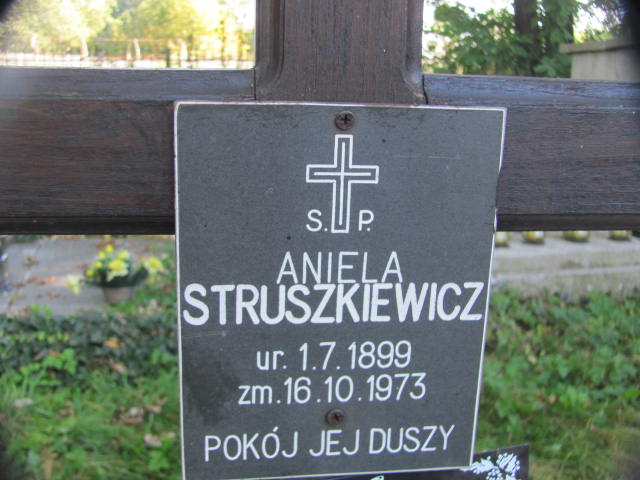 S. P.
ANIELA
STRUSZKIEWICZ
ur. 1.7.1899
zm.16.10.1973
POKÓJ JEJ DUSZY